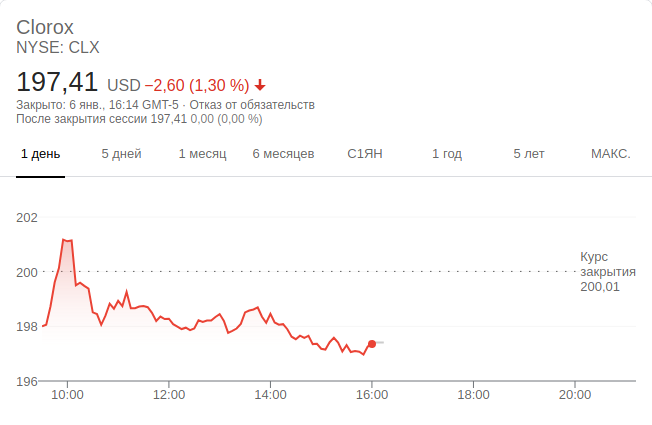 Clorox
NYSE: CLX
197,41 USD −2,60 (1,30 %)
Закрыто: 6 янв., 16:14 GMT-5 · Отказ от обязательств
После закрытия сессии 197,41 0,00 (0,00 %)
1 день 5 дней 1 месяц 6 месяцев С1ЯН 1 год 5 лет МАКС.
202
Курс
200 закрытия
200,01
198
196
10:00 12:00 14:00 16:00 18:00 20:00